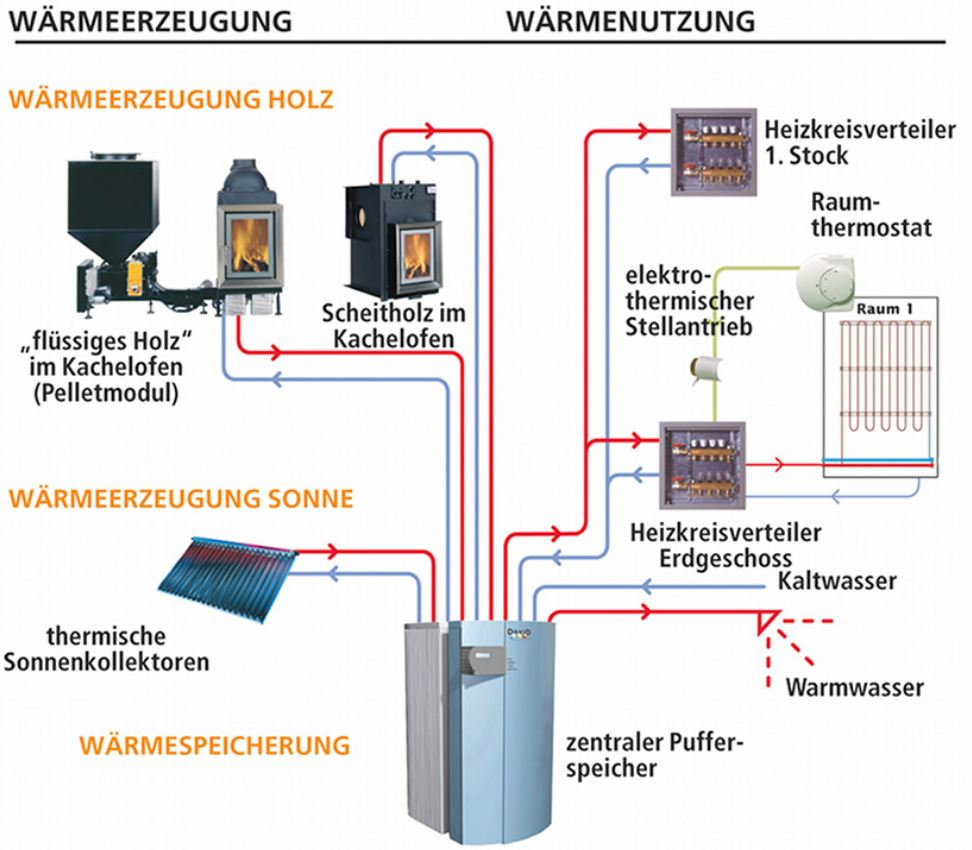 WÄRMEERZEUGUNG
WÄRMENUTZUNG
WÄRMEERZEUGUNG HOLZ
Heizkreisverteiler
1. Stock
Raum-
thermostat
elektro-
thermischer
Stellantrieb
Raum 1
Scheitholz im
Kachelofen
„flüssiges Holz“
im Kachelofen
(Pelletmodul)
WÄRMEERZEUGUNG SONNE
Heizkreisverteiler
Erdgeschoss
Kaltwasser
thermische
Sonnenkollektoren
Warmwasser
WÄRMESPEICHERUNG
zentraler Puffer-
speicher